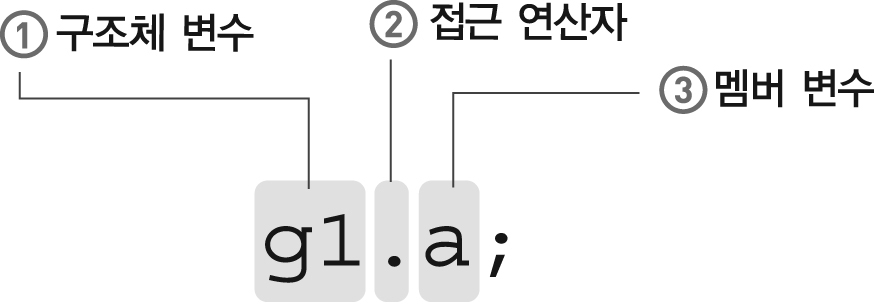 ① 구조체 변수
② 접근 연산자
③ 멤버 변수
g1.a;